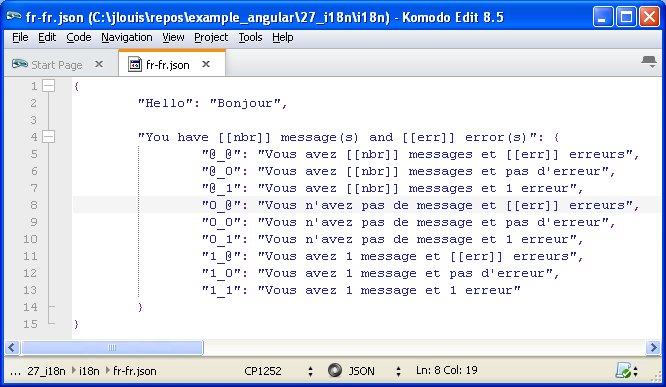 fr-fr.json (C:\jlouis\repos\example_angular\27_i18n\i18n) - Komodo Edit 8.5
File Edit Code Navigation View Project Tools Help
Start Page fr-fr.json
1 {
2 "Hello": "Bonjour",
3
4 "You have [[nbr]] message(s) and [[err]] error(s)": {
5 "@_@": "Vous avez [[nbr]] messages et [[err]] erreurs",
6 "@_0": "Vous avez [[nbr]] messages et pas d'erreur",
7 "@_1": "Vous avez [[nbr]] messages et 1 erreur",
8 "0_@": "Vous n'avez pas de message et [[err]] erreurs",
9 "0_0": "Vous n'avez pas de message et pas d'erreur",
10 "0_1": "Vous n'avez pas de message et 1 erreur",
11 "1_@": "Vous avez 1 message et [[err]] erreurs",
12 "1_0": "Vous avez 1 message et pas d'erreur",
13 "1_1": "Vous avez 1 message et 1 erreur"
14 }
15 }
... 27_i18n i18n fr-fr.json CP1252 JSON Ln: 8 Col: 19